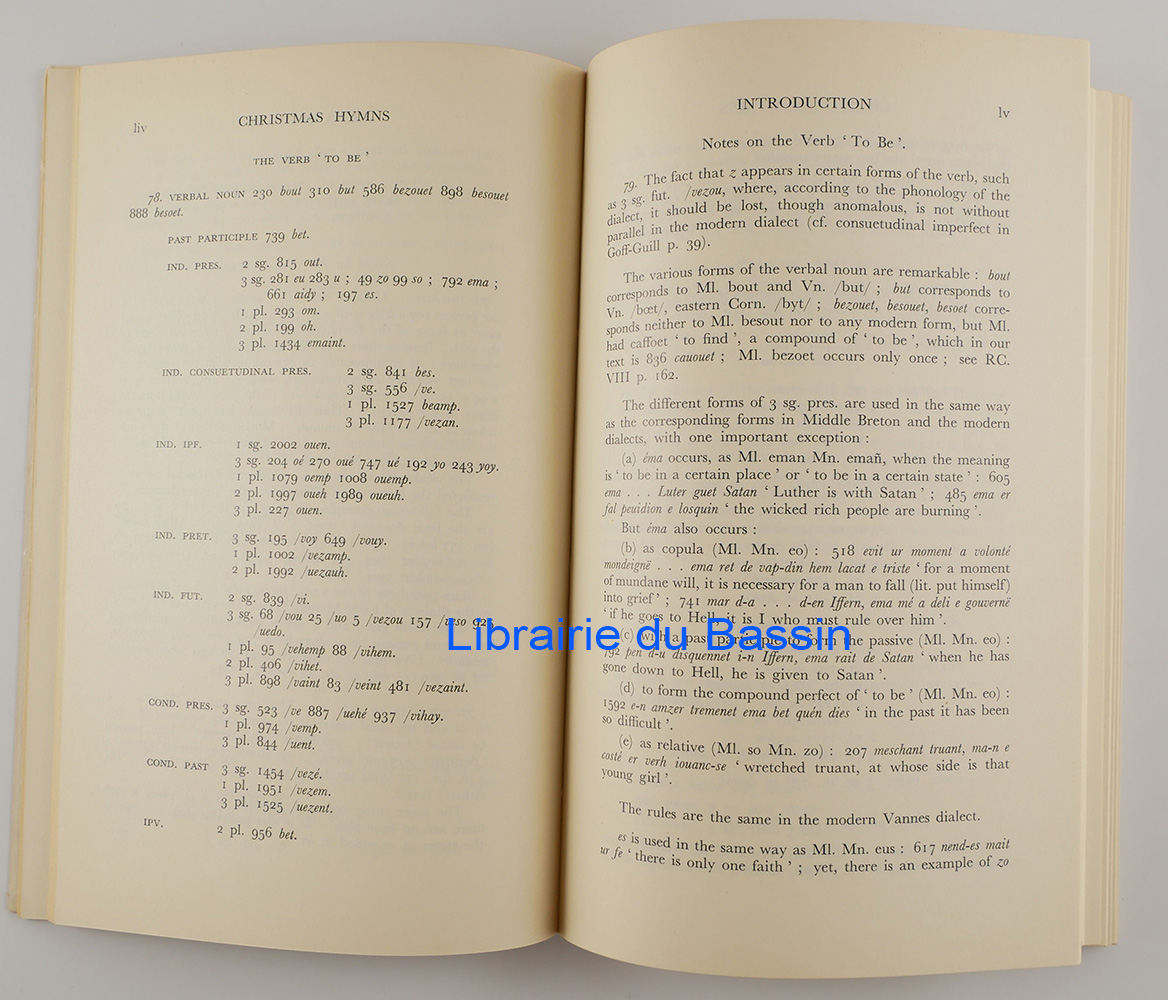 liv
CHRISTMAS HYMNS
THE VERB ‘ TO BE ’
78. VERBAL NOUN 230 bout 310 but 586 bezouet 898 besouet
888 besoet.
PAST PARTICIPLE 739 bet.
IND. PRES. 2 sg. 815 out.
3 sg. 281 eu 283 u ; 49 zo 99 so ; 792 ema ;
661 aidy ; 197 es.
1 pl. 293 om.
2 pl. 199 oh.
3 pl. 1434 emaint.
IND. CONSUETUDINAL PRES. 2 sg. 841 bes.
3 sg. 556 /ve.
1 pl. 1527 beamp.
3 pl. 1177 /vezan.
IND. IPF. 1 sg. 2002 ouen.
3 sg. 204 oé 270 oué 747 ué 192 yo 243 yoy.
1 pl. 1079 oemp 1008 ouemp.
2 pl. 1997 oueh 1989 oueuh.
3 pl. 227 ouen.
IND. PRET. 3 sg. 195 /voy 649 /vouy.
1 pl. 1002 /vezamp.
2 pl. 1992 /uezauh.
IND. FUT. 2 sg. 839 /vi.
3 sg. 68 /vou 25 /uo 5 /vezou 157 /veso 925
/uedo.
1 pl. 95 /vehemp 88 /vihem.
2 pl. 406 /vihet.
3 pl. 898 /vaint 83 /veint 481 /vezaint.
COND. PRES. 3 sg. 523 /ve 887 /uehé 937 /vihay.
1 pl. 974 /vemp.
3 pl. 844 /uent.
COND. PAST 3 sg. 1454 /vezé.
1 pl. 1951 /vezem.
3 pl. 1525 /uezent.
IPV. 2 pl. 956 bet.
INTRODUCTION
lv
Notes on the Verb ‘ To Be ’.
79. The fact that z appears in certain forms of the verb, such
as 3 sg. fut. /vezou, where, according to the phonology of the
dialect, it should be lost, though anomalous, is not without
parallel in the modern dialect (cf. consuetudinal imperfect in
Goff-Guill p. 39).
The various forms of the verbal noun are remarkable : bout
corresponds to Ml. bout and Vn. /but/ ; but corresponds to
Vn. /bœt/, eastern Corn. /byt/ ; bezouet, besouet, besoet corre-
sponds neither to Ml. besout nor to any modern form, but Ml.
had caffoet ‘ to find ’, a compound of ‘ to be ’, which in our
text is 836 cauouet ; Ml. bezoet occurs only once ; see RC.
VIII p. 162.
The different forms of 3 sg. pres. are used in the same way
as the corresponding forms in Middle Breton and the modern
dialects, with one important exception :
(a) éma occurs, as Ml. eman Mn. emañ, when the meaning
is ‘ to be in a certain place ’ or ‘ to be in a certain state ’ : 605
ema . . . Luter guet Satan ‘ Luther is with Satan ’ ; 485 ema er
fal peuidion e losquin ‘ the wicked rich people are burning ’.
But éma also occurs :
(b) as copula (Ml. Mn. eo) : 518 evit ur moment a volonté
mondeignë . . . ema ret de vap-din hem lacat e triste ‘ for a moment
of mundane will, it is necessary for a man to fall (lit. put himself)
into grief ’ ; 741 mar d-a . . . d-en Iffern, ema mé a deli e gouvernë
‘ if he goes to Hell, it is I who must rule over him ’.
Librairie du Bassin
(c) with a past participle to form the passive (Ml. Mn. eo) :
792 pen d-u disquennet i-n Iffern, ema rait de Satan ‘ when he has
gone down to Hell, he is given to Satan ’.
(d) to form the compound perfect of ‘ to be ’ (Ml. Mn. eo) :
1592 e-n amzer tremenet ema bet quén dies ‘ in the past it has been
so difficult ’.
(e) as relative (Ml. so Mn. zo) : 207 meschant truant, ma-n e
costé er verh iouanc-se ‘ wretched truant, at whose side is that
young girl ’.
The rules are the same in the modern Vannes dialect.
es is used in the same way as Ml. Mn. eus : 617 nend-es mait
ur fe ‘ there is only one faith ’ ; yet, there is an example of zo